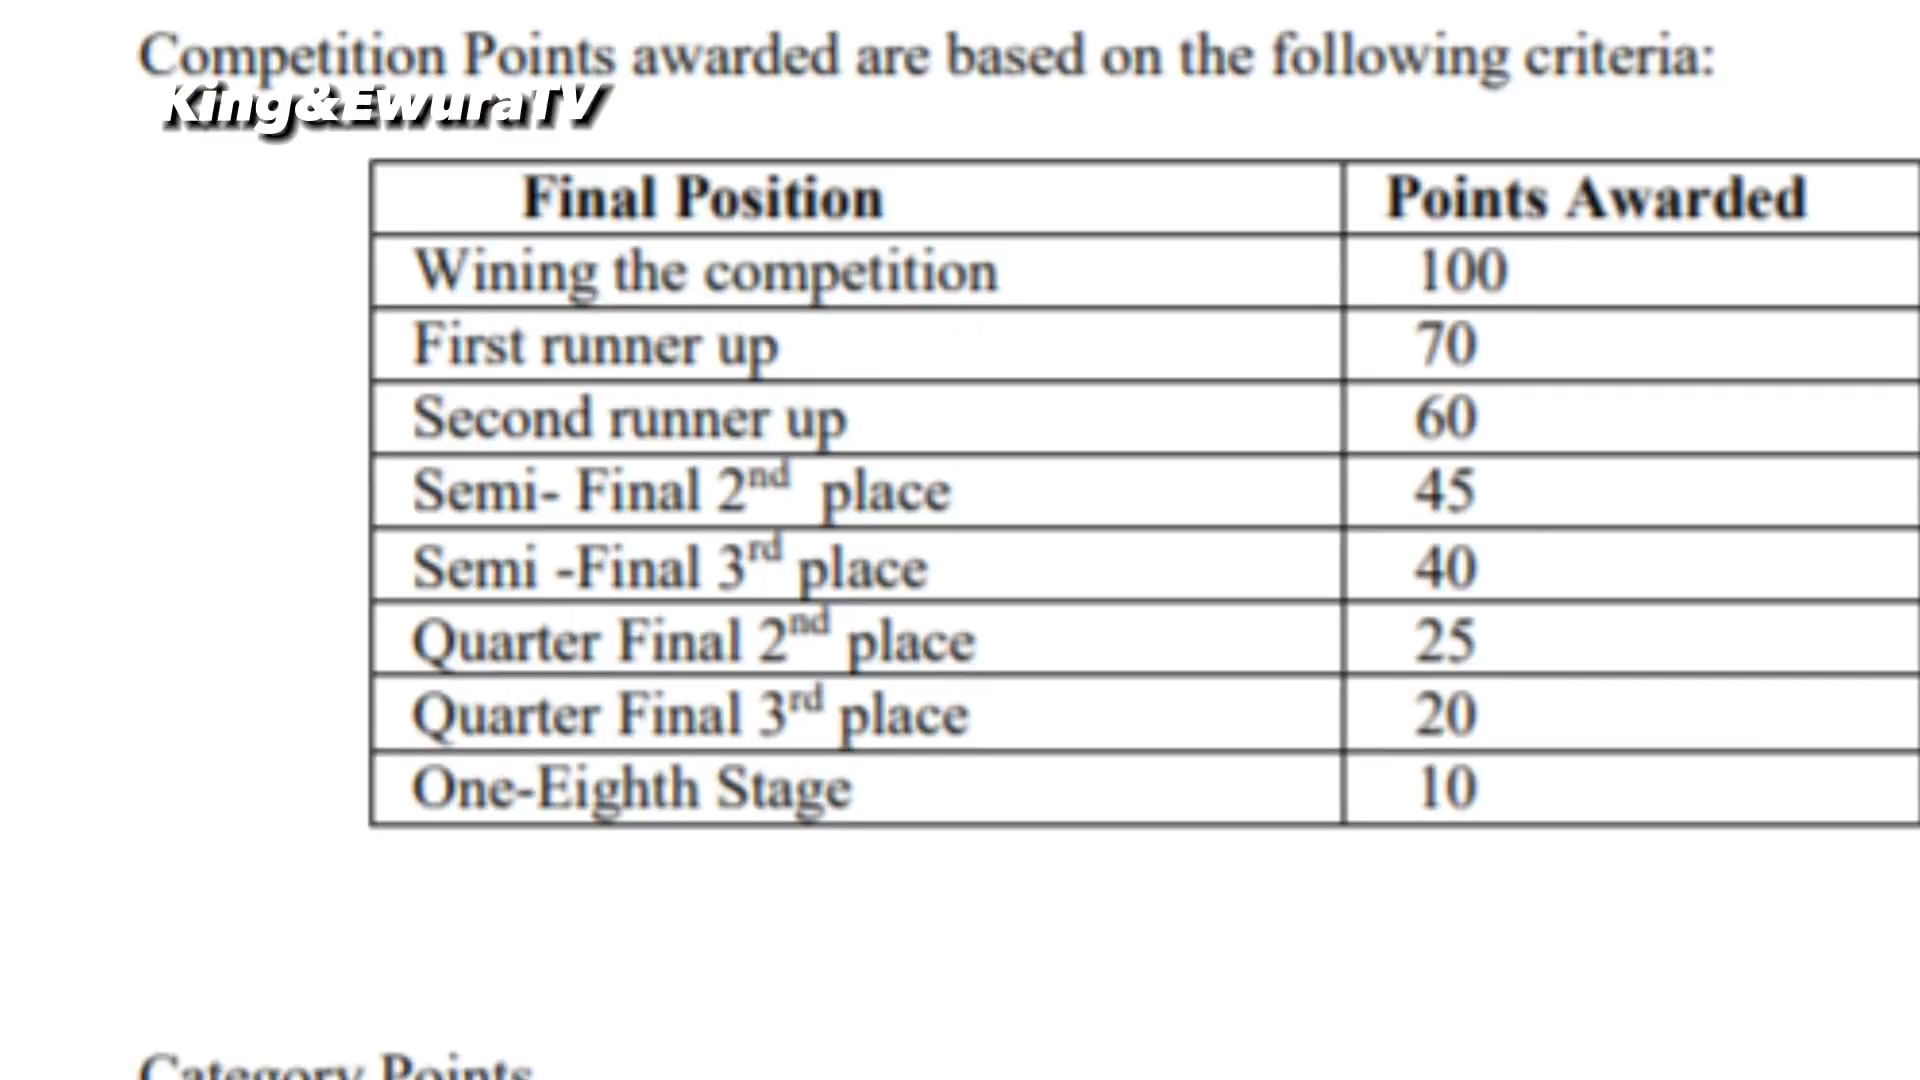 Competition Points awarded are based on the following criteria:
King&EwuraTV
Final Position Points Awarded
Wining the competition 100
First runner up 70
Second runner up 60
Semi- Final 2nd place 45
Semi -Final 3rd place 40
Quarter Final 2nd place 25
Quarter Final 3rd place 20
One-Eighth Stage 10
Category Points